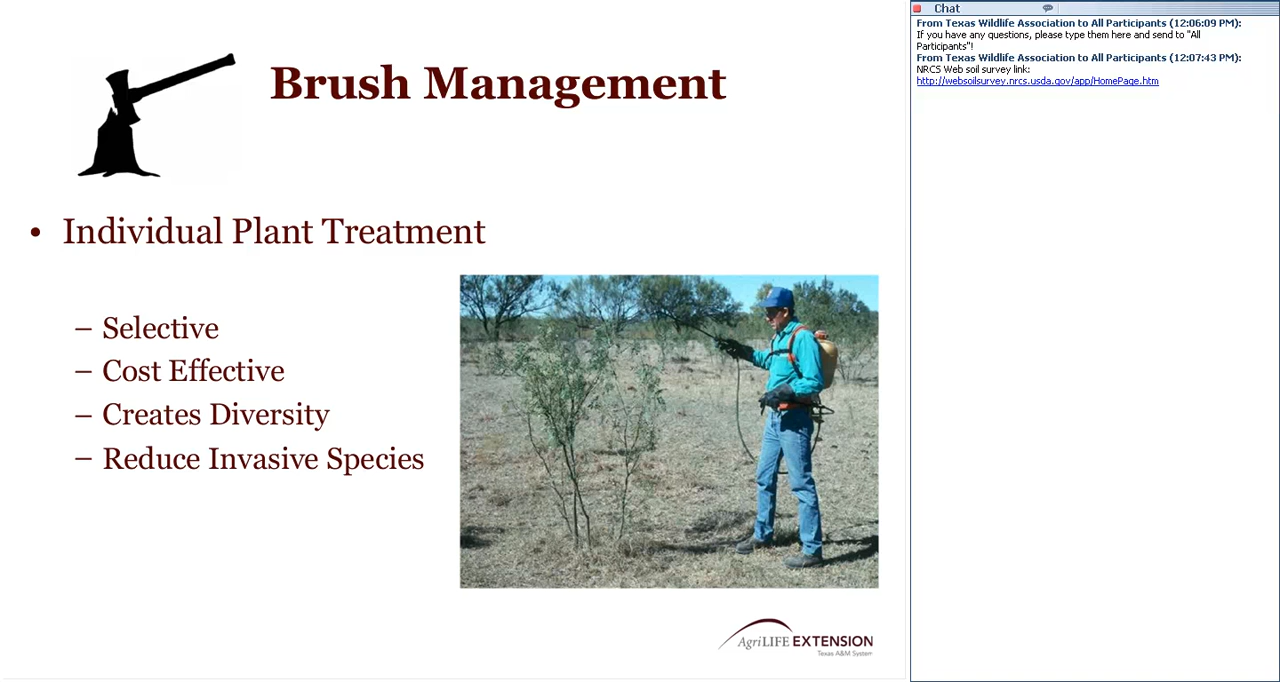 Brush Management
• Individual Plant Treatment
– Selective
– Cost Effective
– Creates Diversity
– Reduce Invasive Species
AgriLIFE EXTENSION
Texas A&M System
Chat
From Texas Wildlife Association to All Participants (12:06:09 PM):
If you have any questions, please type them here and send to "All
Participants"!
From Texas Wildlife Association to All Participants (12:07:43 PM):
NRCS Web soil survey link:
http://websoilsurvey.nrcs.usda.gov/app/HomePage.htm